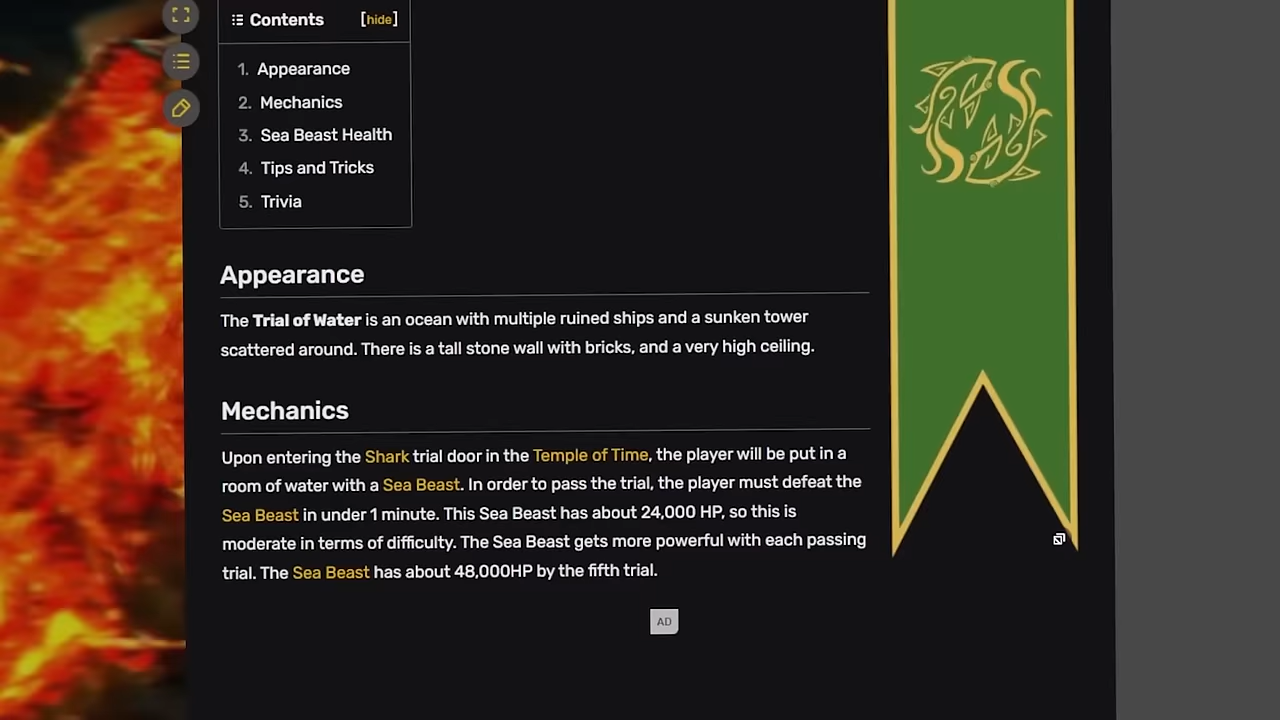 Contents [hide]
1. Appearance
2. Mechanics
3. Sea Beast Health
4. Tips and Tricks
5. Trivia
Appearance
The Trial of Water is an ocean with multiple ruined ships and a sunken tower
scattered around. There is a tall stone wall with bricks, and a very high ceiling.
Mechanics
Upon entering the Shark trial door in the Temple of Time, the player will be put in a
room of water with a Sea Beast. In order to pass the trial, the player must defeat the
Sea Beast in under 1 minute. This Sea Beast has about 24,000 HP, so this is
moderate in terms of difficulty. The Sea Beast gets more powerful with each passing
trial. The Sea Beast has about 48,000HP by the fifth trial.
AD